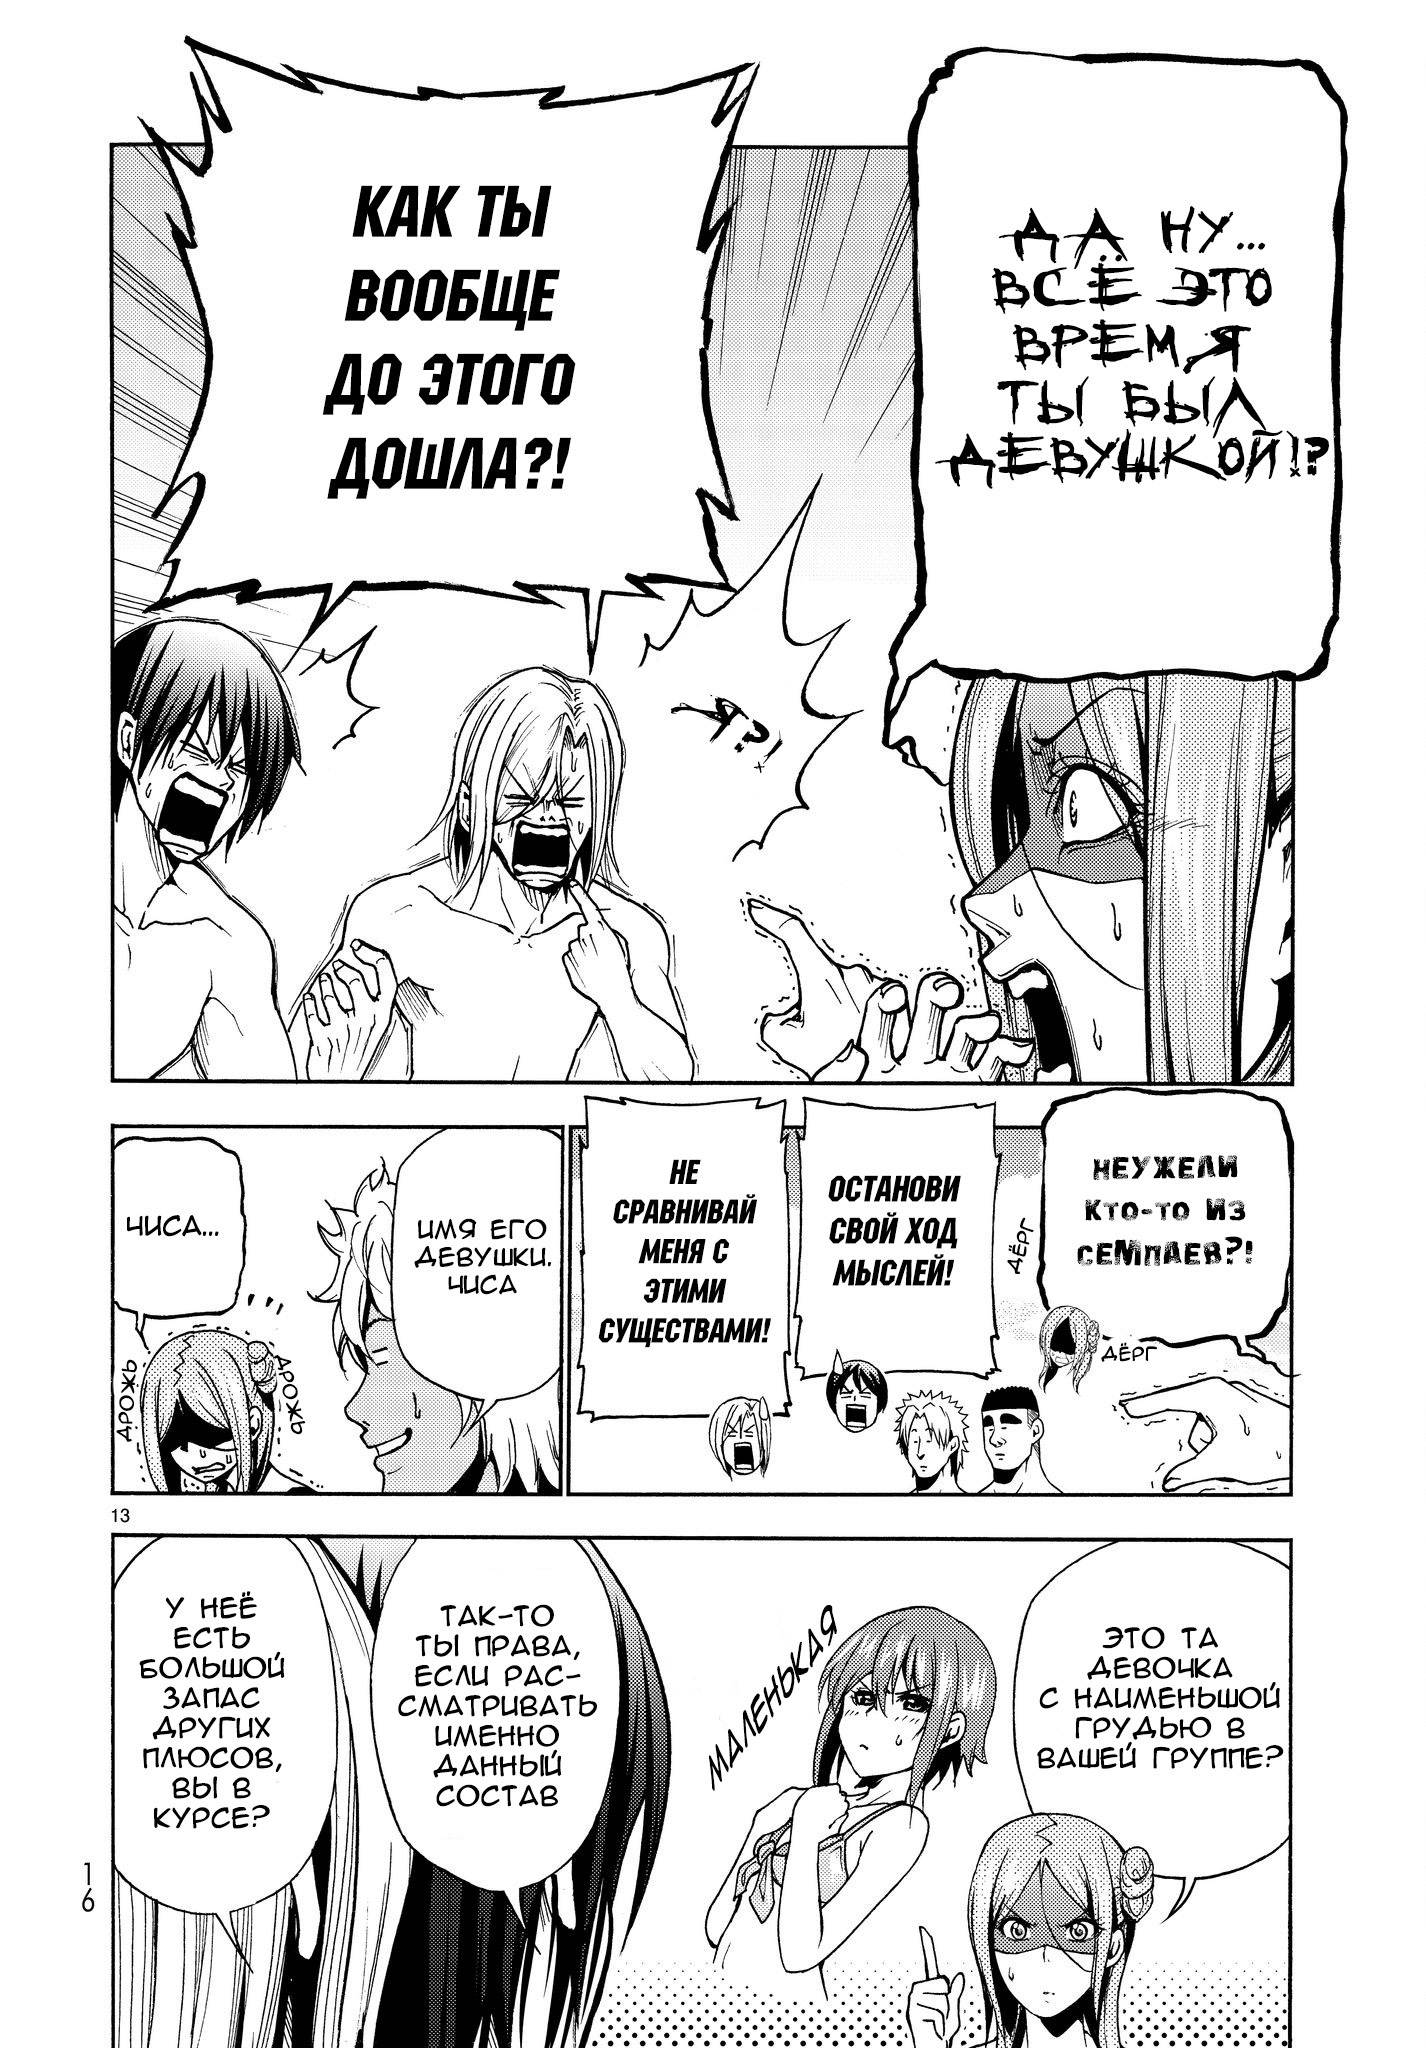 ДА НУ...
ВСЁ ЭТО
ВРЕМЯ
ТЫ БЫЛ
ДЕВУШКОЙ!?
КАК ТЫ
ВООБЩЕ
ДО ЭТОГО
ДОШЛА?!
НЕУЖЕЛИ
КТО-ТО ИЗ
СЕМПАЕВ?!
ДЁРГ
ДЁРГ
ОСТАНОВИ
СВОЙ ХОД
МЫСЛЕЙ!
НЕ
СРАВНИВАЙ
МЕНЯ С
ЭТИМИ
СУЩЕСТВАМИ!
ИМЯ ЕГО
ДЕВУШКИ.
ЧИСА
ЧИСА...
ДРОЖЬ
ДРОЖЬ
13
ЭТО ТА
ДЕВОЧКА
С НАИМЕНЬШОЙ
ГРУДЬЮ В
ВАШЕЙ ГРУППЕ?
МАЛЕНЬКАЯ
ТАК-ТО
ТЫ ПРАВА,
ЕСЛИ РАС-
СМАТРИВАТЬ
ИМЕННО
ДАННЫЙ
СОСТАВ
У НЕЁ
ЕСТЬ
БОЛЬШОЙ
ЗАПАС
ДРУГИХ
ПЛЮСОВ,
ВЫ В
КУРСЕ?
16